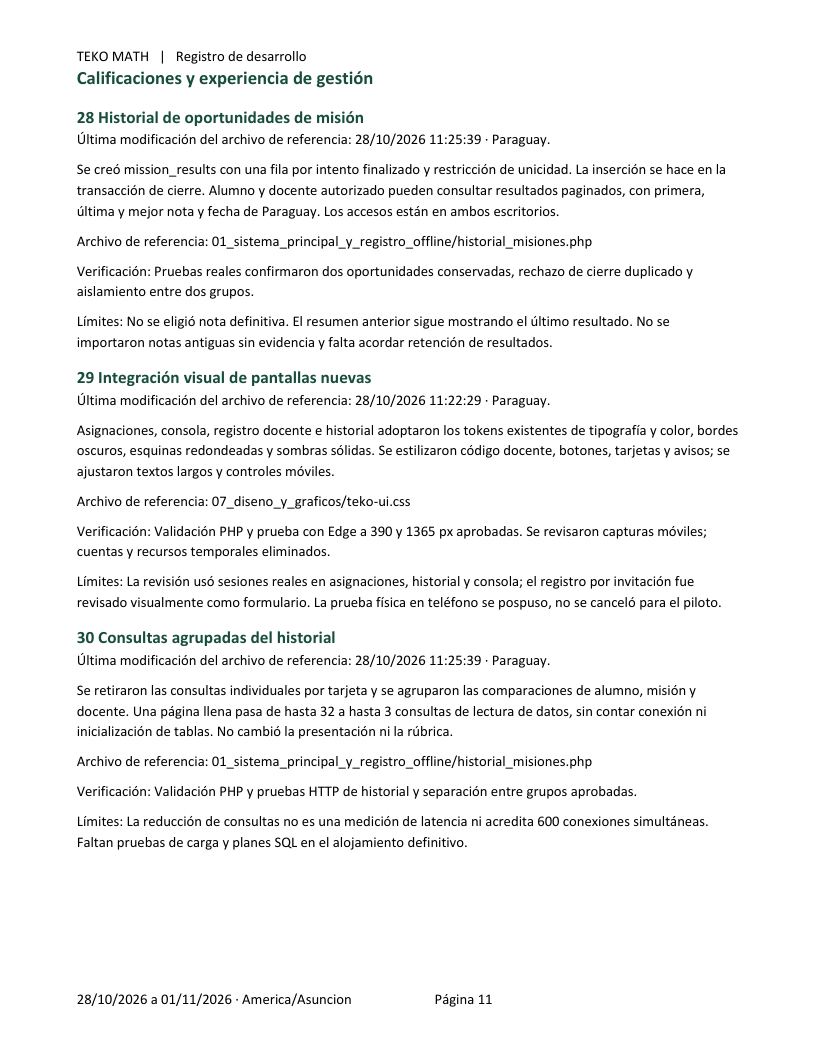 TEKO MATH | Registro de desarrollo
Calificaciones y experiencia de gestión
28 Historial de oportunidades de misión
Última modificación del archivo de referencia: 28/10/2026 11:25:39 · Paraguay.
Se creó mission_results con una fila por intento finalizado y restricción de unicidad. La inserción se hace en la
transacción de cierre. Alumno y docente autorizado pueden consultar resultados paginados, con primera,
última y mejor nota y fecha de Paraguay. Los accesos están en ambos escritorios.
Archivo de referencia: 01_sistema_principal_y_registro_offline/historial_misiones.php
Verificación: Pruebas reales confirmaron dos oportunidades conservadas, rechazo de cierre duplicado y
aislamiento entre dos grupos.
Límites: No se eligió nota definitiva. El resumen anterior sigue mostrando el último resultado. No se
importaron notas antiguas sin evidencia y falta acordar retención de resultados.
29 Integración visual de pantallas nuevas
Última modificación del archivo de referencia: 28/10/2026 11:22:29 · Paraguay.
Asignaciones, consola, registro docente e historial adoptaron los tokens existentes de tipografía y color, bordes
oscuros, esquinas redondeadas y sombras sólidas. Se estilizaron código docente, botones, tarjetas y avisos; se
ajustaron textos largos y controles móviles.
Archivo de referencia: 07_diseno_y_graficos/teko-ui.css
Verificación: Validación PHP y prueba con Edge a 390 y 1365 px aprobadas. Se revisaron capturas móviles;
cuentas y recursos temporales eliminados.
Límites: La revisión usó sesiones reales en asignaciones, historial y consola; el registro por invitación fue
revisado visualmente como formulario. La prueba física en teléfono se pospuso, no se canceló para el piloto.
30 Consultas agrupadas del historial
Última modificación del archivo de referencia: 28/10/2026 11:25:39 · Paraguay.
Se retiraron las consultas individuales por tarjeta y se agruparon las comparaciones de alumno, misión y
docente. Una página llena pasa de hasta 32 a hasta 3 consultas de lectura de datos, sin contar conexión ni
inicialización de tablas. No cambió la presentación ni la rúbrica.
Archivo de referencia: 01_sistema_principal_y_registro_offline/historial_misiones.php
Verificación: Validación PHP y pruebas HTTP de historial y separación entre grupos aprobadas.
Límites: La reducción de consultas no es una medición de latencia ni acredita 600 conexiones simultáneas.
Faltan pruebas de carga y planes SQL en el alojamiento definitivo.
28/10/2026 a 01/11/2026 · America/Asuncion Página 11